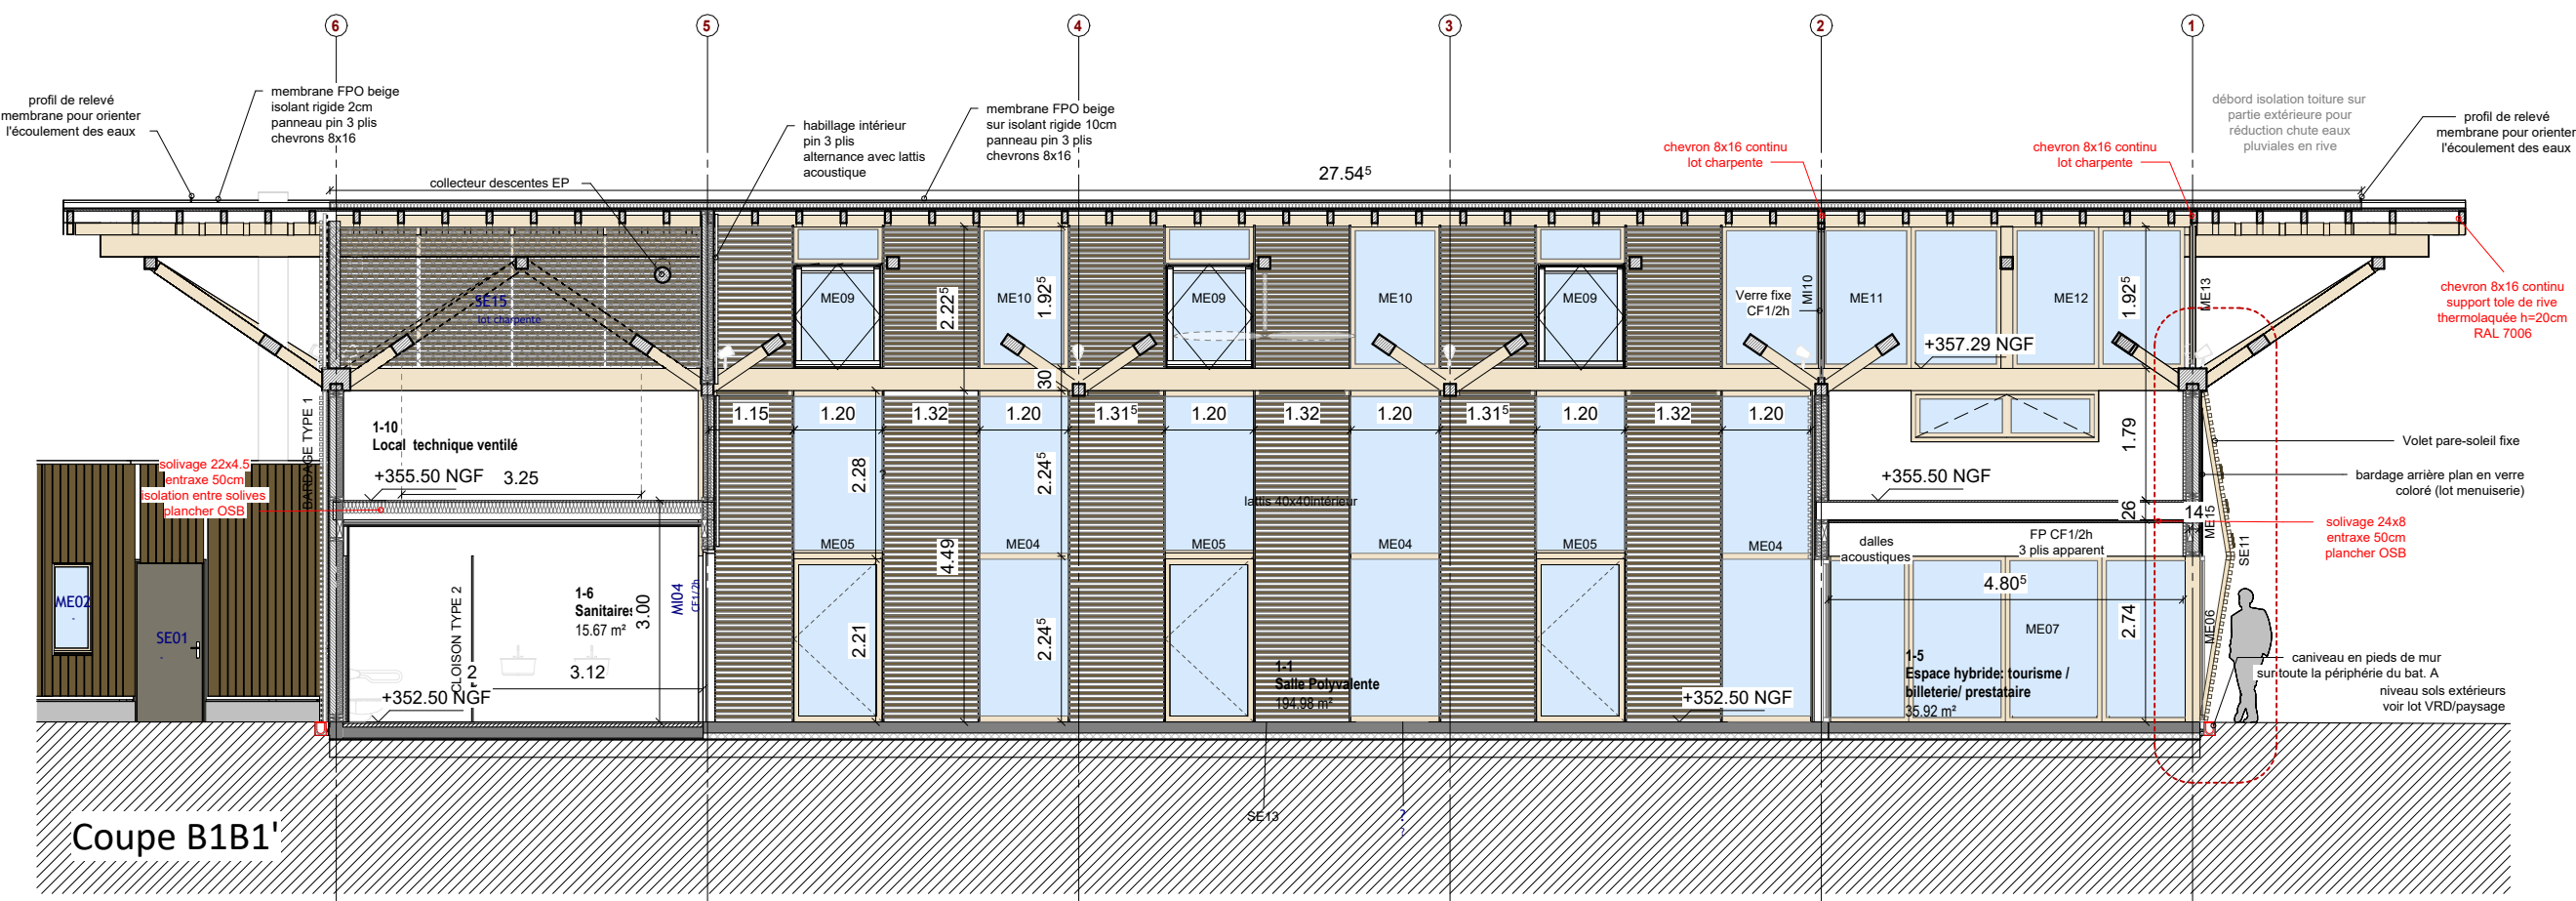 6
5
4
3
2
1
profil de relevé
membrane pour orienter
l'écoulement des eaux
membrane FPO beige
isolant rigide 2cm
panneau pin 3 plis
chevrons 8x16
collecteur descentes EP
habillage intérieur
pin 3 plis
alternance avec lattis
acoustique
membrane FPO beige
sur isolant rigide 10cm
panneau pin 3 plis
chevrons 8x16
27.54⁵
chevron 8x16 continu
lot charpente
chevron 8x16 continu
lot charpente
débord isolation toiture sur
partie extérieure pour
réduction chute eaux
pluviales en rive
profil de relevé
membrane pour orienter
l'écoulement des eaux
SE15
lot charpente
ME09
2.22⁵
ME10
1.92⁵
ME09
ME10
ME09
Verre fixe
CF1/2h
MI10
ME11
ME12
1.92⁵
ME13
chevron 8x16 continu
support tole de rive
thermolaquée h=20cm
RAL 7006
+357.29 NGF
30
1.15
1.20
1.32
1.20
1.31⁵
1.20
1.32
1.20
1.31⁵
1.20
1.32
1.20
BARDAGE TYPE 1
1-10
Local technique ventilé
+355.50 NGF
3.25
solivage 22x4.5
entraxe 50cm
isolation entre solives
plancher OSB
2.28
?
2.24⁵
lattis 40x40intérieur
+355.50 NGF
1.79
Volet pare-soleil fixe
bardage arrière plan en verre
coloré (lot menuiserie)
26
14
ME15
SE11
solivage 24x8
entraxe 50cm
plancher OSB
ME05
ME04
ME05
ME04
ME05
ME04
dalles
acoustiques
FP CF1/2h
3 plis apparent
4.80⁵
4.49
ME02
SE01
CLOISON TYPE 2
1-6
Sanitaires
15.67 m²
3.00
MI04
CF1/2h
2
3.12
+352.50 NGF
2.21
2.24⁵
1-1
Salle Polyvalente
194.98 m²
+352.50 NGF
ME07
2.74
ME06
1-5
Espace hybride: tourisme /
billeterie/ prestataire
35.92 m²
caniveau en pieds de mur
sur toute la périphérie du bat. A
niveau sols extérieurs
voir lot VRD/paysage
SE13
?
?
Coupe B1B1'